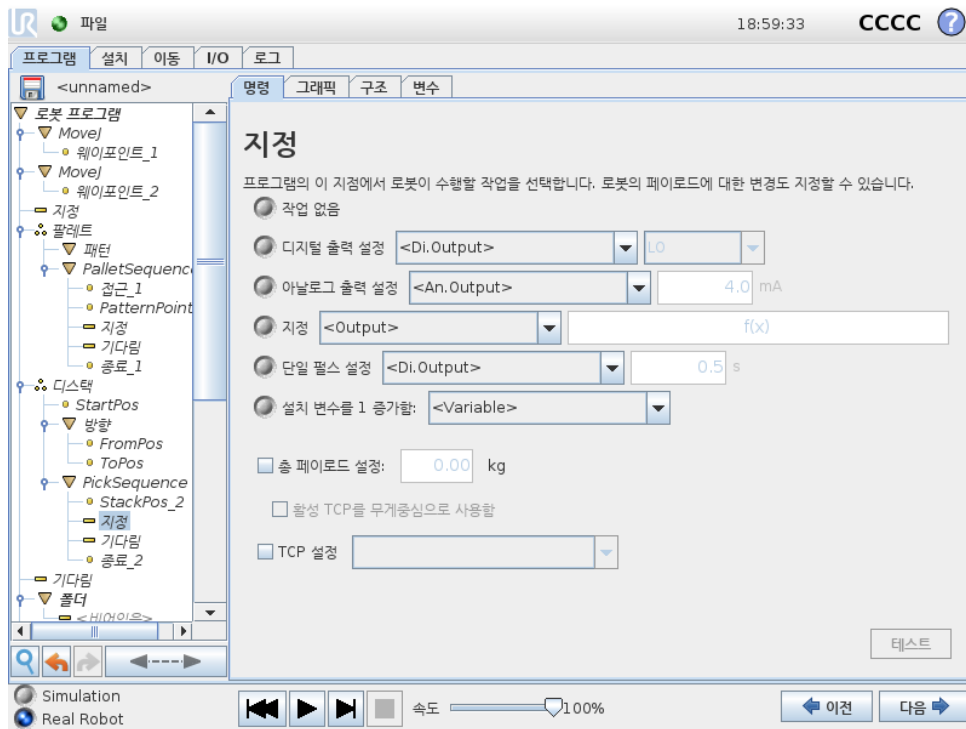 UR 파일 18:59:33 CCCC ?
프로그램 설치 이동 I/O 로그
<unnamed>
명령 그래픽 구조 변수
로봇 프로그램
MoveJ
웨이포인트_1
MoveJ
웨이포인트_2
지정
팔레트
패턴
PalletSequenc
접근_1
PatternPoint
지정
기다림
종료_1
디스택
StartPos
방향
FromPos
ToPos
PickSequence
StackPos_2
지정
기다림
종료_2
기다림
폴더
<비어있음>
지정
프로그램의 이 지점에서 로봇이 수행할 작업을 선택합니다. 로봇의 페이로드에 대한 변경도 지정할 수 있습니다.
작업 없음
디지털 출력 설정 <Di.Output> LO
아날로그 출력 설정 <An.Output> 4.0 mA
지정 <Output> f(x)
단일 펄스 설정 <Di.Output> 0.5 s
설치 변수를 1 증가함: <Variable>
총 페이로드 설정: 0.00 kg
활성 TCP를 무게중심으로 사용함
TCP 설정
테스트
Simulation
Real Robot
속도 100%
이전 다음